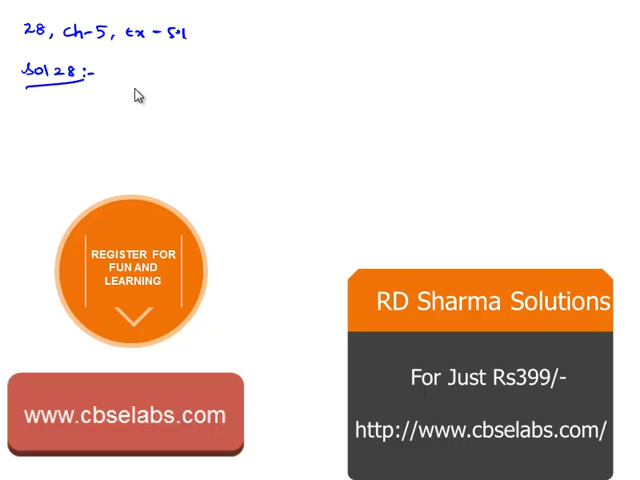 28, ch-5, Ex - 5.1
Sol 28 :-
REGISTER FOR
FUN AND
LEARNING
www.cbselabs.com
RD Sharma Solutions
For Just Rs399/-
http://www.cbselabs.com/